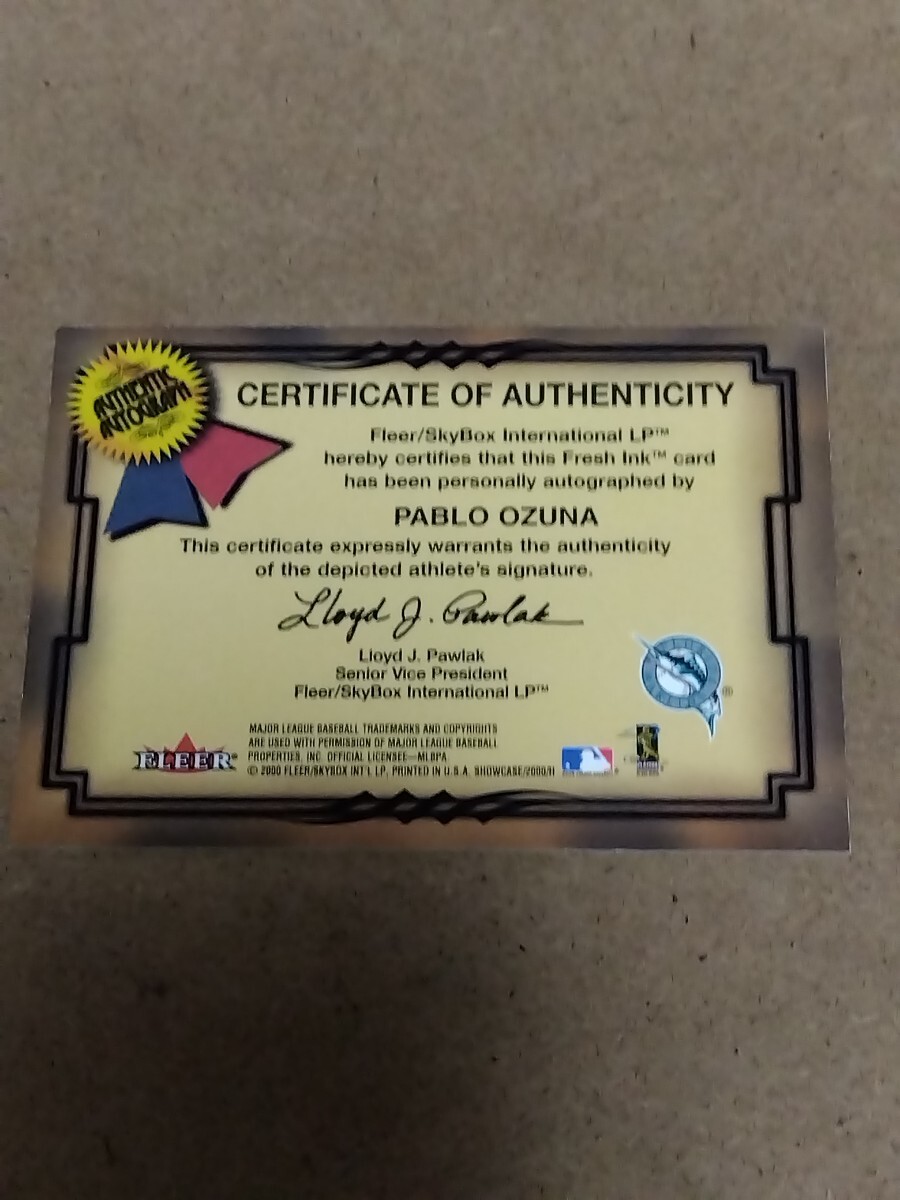 AUTHENTIC
AUTOGRAPH
CERTIFICATE OF AUTHENTICITY
Fleer/SkyBox International LP™
hereby certifies that this Fresh Ink™ card
has been personally autographed by
PABLO OZUNA
This certificate expressly warrants the authenticity
of the depicted athlete's signature.
Lloyd J. Pawlak
Lloyd J. Pawlak
Senior Vice President
Fleer/SkyBox International LP™
FLEER®
MAJOR LEAGUE BASEBALL TRADEMARKS AND COPYRIGHTS
ARE USED WITH PERMISSION OF MAJOR LEAGUE BASEBALL
PROPERTIES, INC. OFFICIAL LICENSEE—MLBPA
© 2000 FLEER/SKYBOX INT'L LP, PRINTED IN U.S.A. SHOWCASE/2000/II